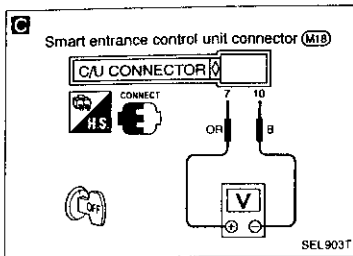 C
Smart entrance control unit connector (M18)
C/U CONNECTOR
CONNECT
H.S.
7 10
OR B
OFF
V
⊕ ⊖
SEL903T